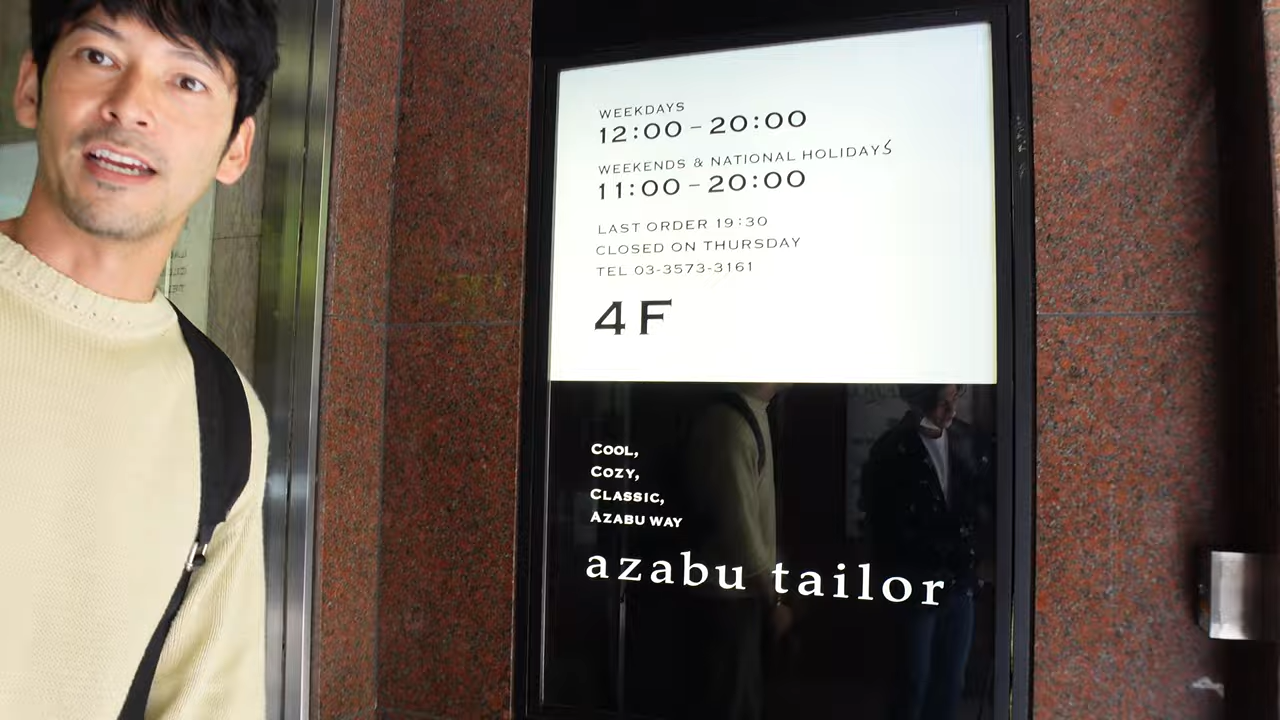 WEEKDAYS
12:00 – 20:00
WEEKENDS & NATIONAL HOLIDAYS
11:00 – 20:00
LAST ORDER 19:30
CLOSED ON THURSDAY
TEL 03-3573-3161
4F
COOL,
COZY,
CLASSIC,
AZABU WAY
azabu tailor